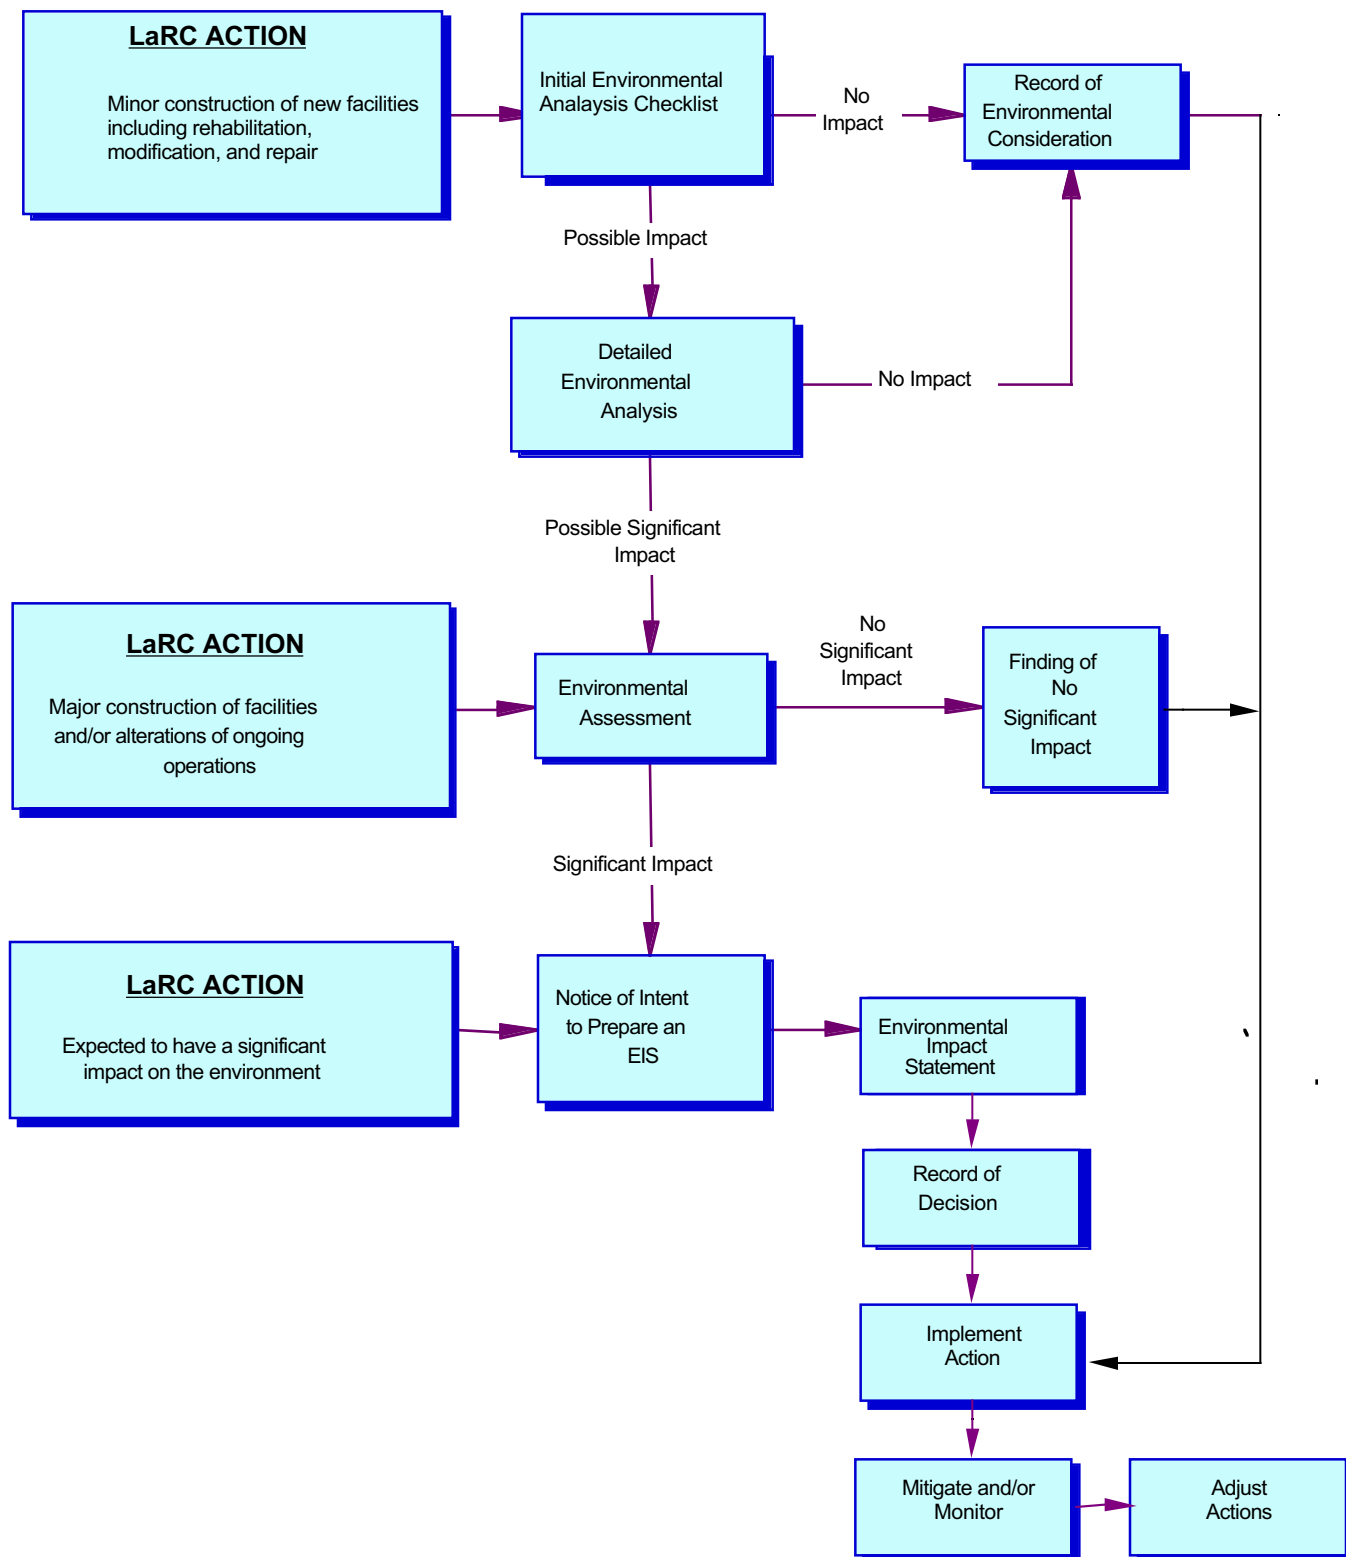 LaRC ACTION
Minor construction of new facilities
including rehabilitation,
modification, and repair
Initial Environmental
Analaysis Checklist
No
Impact
Record of
Environmental
Consideration
Possible Impact
Detailed
Environmental
Analysis
No Impact
Possible Significant
Impact
LaRC ACTION
Major construction of facilities
and/or alterations of ongoing
operations
Environmental
Assessment
No
Significant
Impact
Finding of
No
Significant
Impact
Significant Impact
LaRC ACTION
Expected to have a significant
impact on the environment
Notice of Intent
to Prepare an
EIS
Environmental
Impact
Statement
Record of
Decision
Implement
Action
Mitigate and/or
Monitor
Adjust
Actions